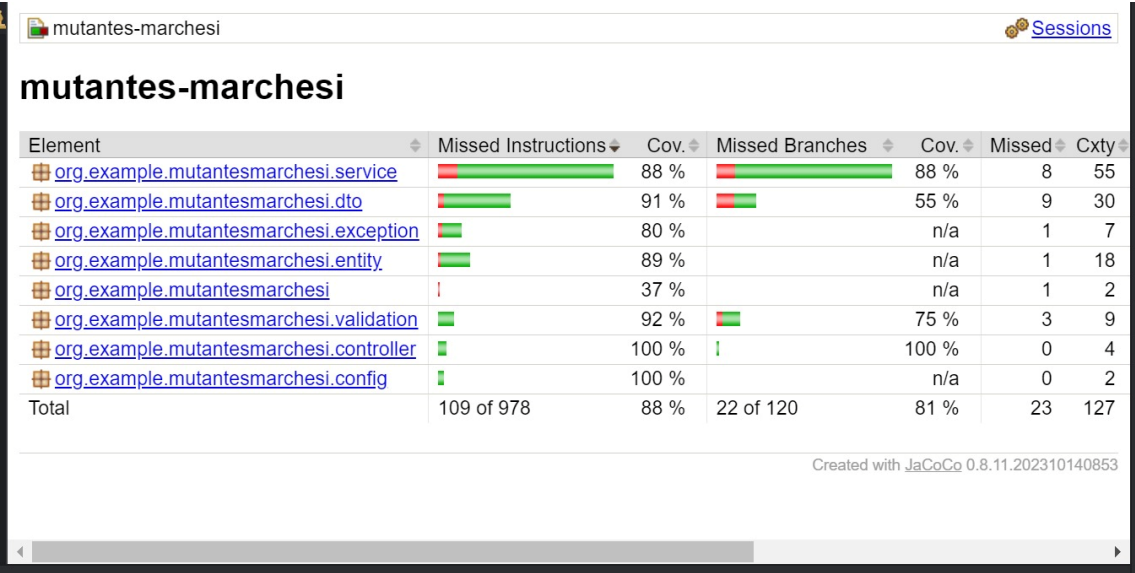 mutantes-marchesi Sessions
mutantes-marchesi
Element Missed Instructions Cov. Missed Branches Cov. Missed Cxty
org.example.mutantesmarchesi.service 88 % 88 % 8 55
org.example.mutantesmarchesi.dto 91 % 55 % 9 30
org.example.mutantesmarchesi.exception 80 % n/a 1 7
org.example.mutantesmarchesi.entity 89 % n/a 1 18
org.example.mutantesmarchesi 37 % n/a 1 2
org.example.mutantesmarchesi.validation 92 % 75 % 3 9
org.example.mutantesmarchesi.controller 100 % 100 % 0 4
org.example.mutantesmarchesi.config 100 % n/a 0 2
Total 109 of 978 88 % 22 of 120 81 % 23 127
Created with JaCoCo 0.8.11.202310140853